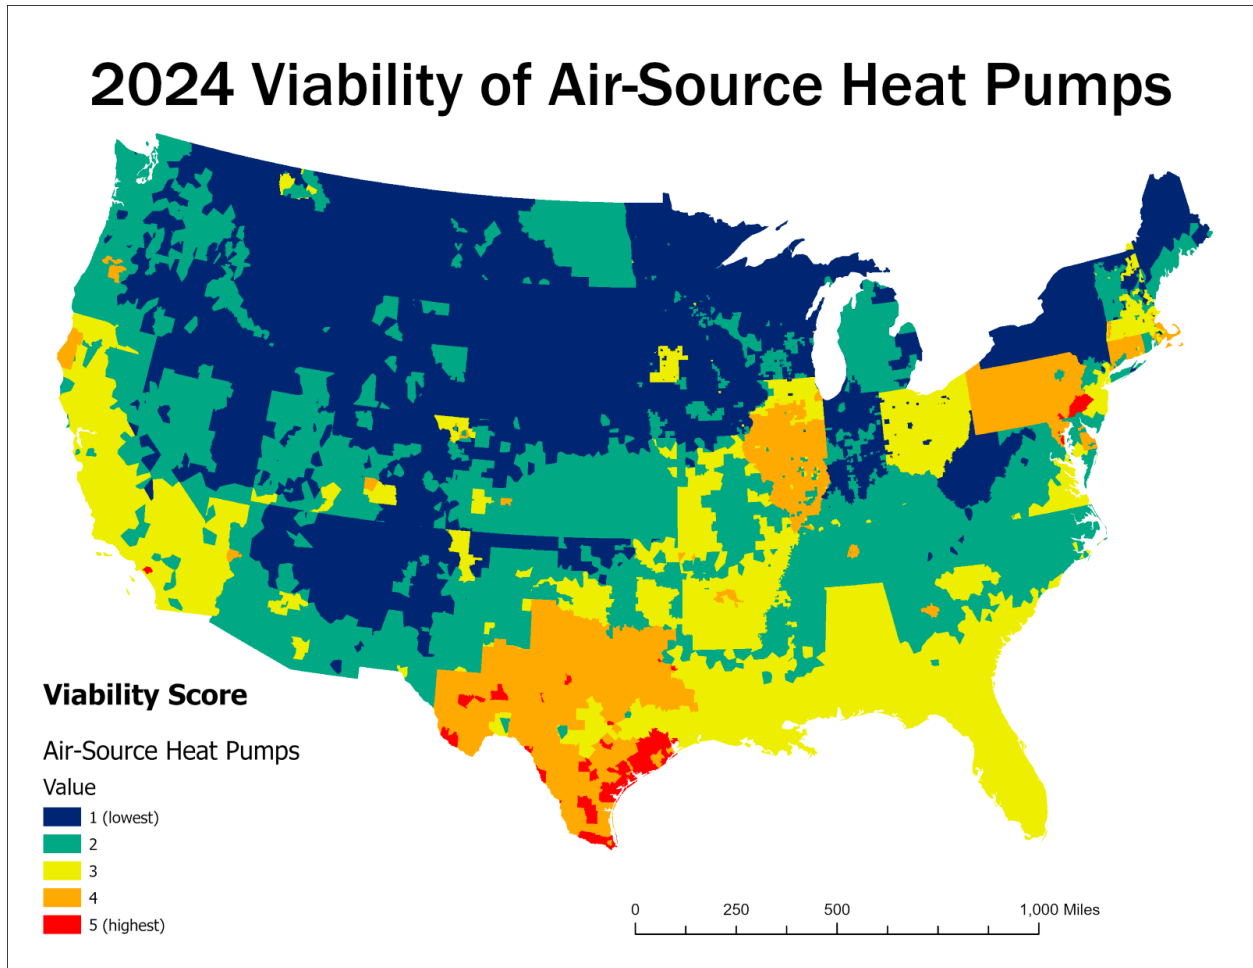 2024 Viability of Air-Source Heat Pumps
Viability Score
Air-Source Heat Pumps
Value
1 (lowest)
2
3
4
5 (highest)
0 250 500 1,000 Miles